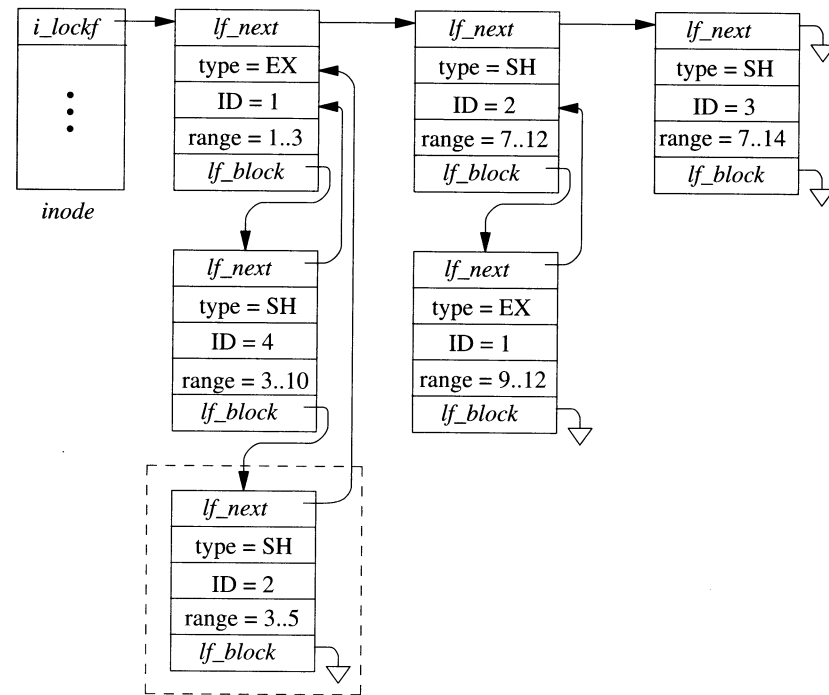 i_lockf
inode
lf_next
type = EX
ID = 1
range = 1..3
lf_block
lf_next
type = SH
ID = 2
range = 7..12
lf_block
lf_next
type = SH
ID = 3
range = 7..14
lf_block
lf_next
type = SH
ID = 4
range = 3..10
lf_block
lf_next
type = EX
ID = 1
range = 9..12
lf_block
lf_next
type = SH
ID = 2
range = 3..5
lf_block